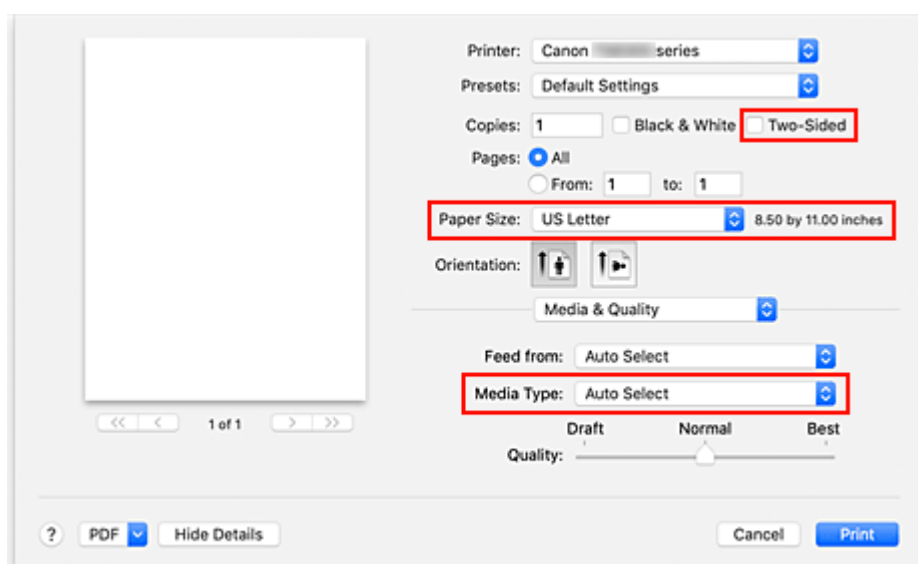 Printer: Canon series
Presets: Default Settings
Copies: 1 Black & White Two-Sided
Pages: All
From: 1 to: 1
Paper Size: US Letter 8.50 by 11.00 inches
Orientation:
Media & Quality
Feed from: Auto Select
Media Type: Auto Select
<< < 1 of 1 > >>
Draft Normal Best
Quality:
? PDF Hide Details Cancel Print